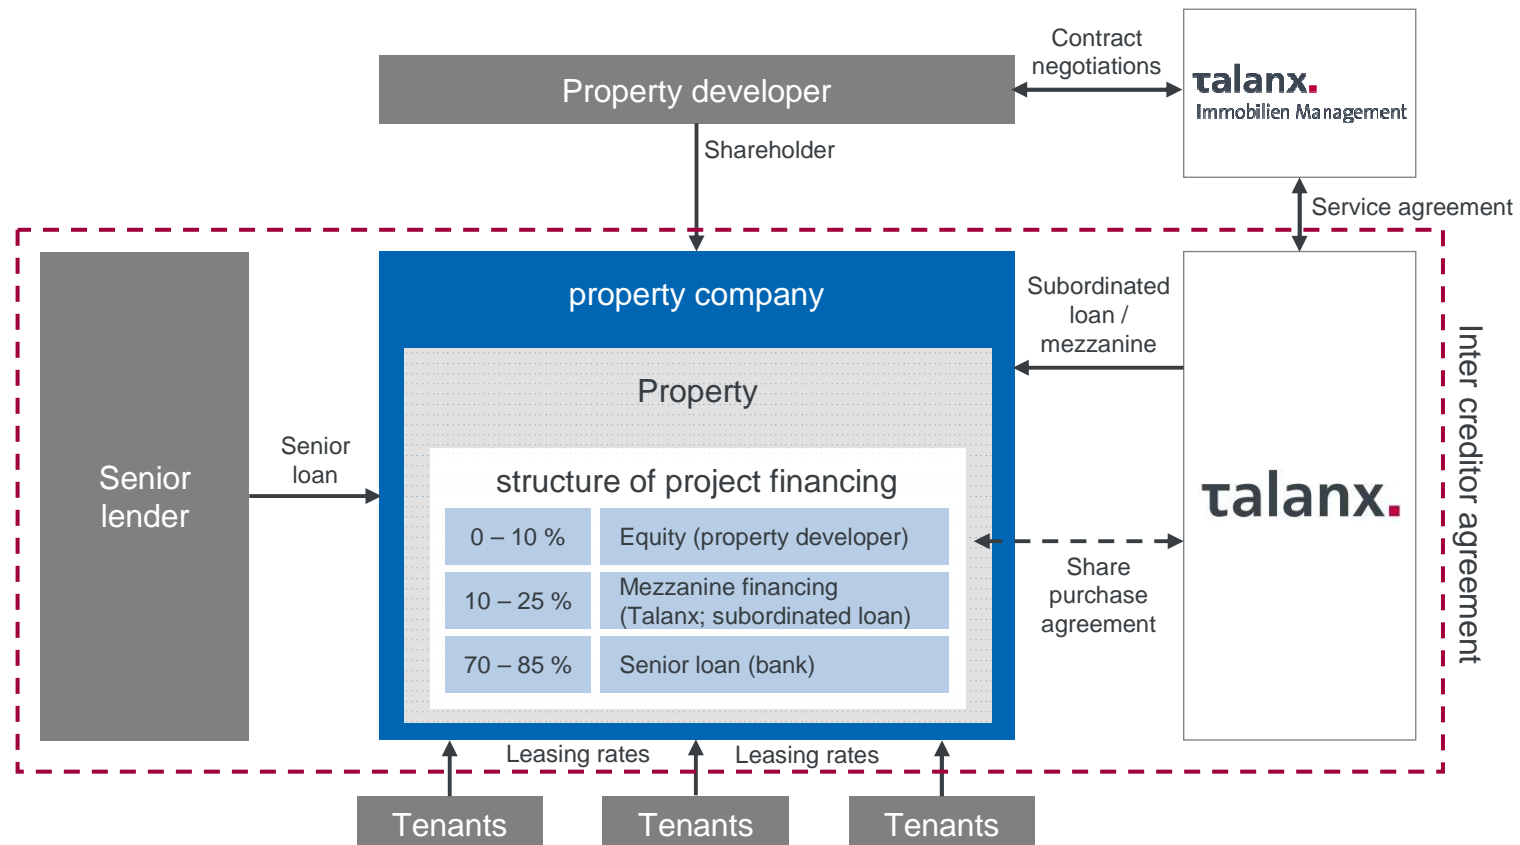 Contract
negotiations
Property developer
talanx.
Immobilien Management
Shareholder
Service agreement
property company
Subordinated
loan /
mezzanine
Property
Senior
lender
Senior
loan
structure of project financing
0 – 10 %
Equity (property developer)
10 – 25 %
Mezzanine financing
(Talanx; subordinated loan)
70 – 85 %
Senior loan (bank)
talanx.
Share
purchase
agreement
Inter creditor agreement
Leasing rates
Leasing rates
Tenants
Tenants
Tenants